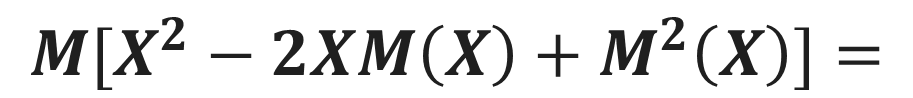 M[X² − 2XM(X) + M²(X)] =